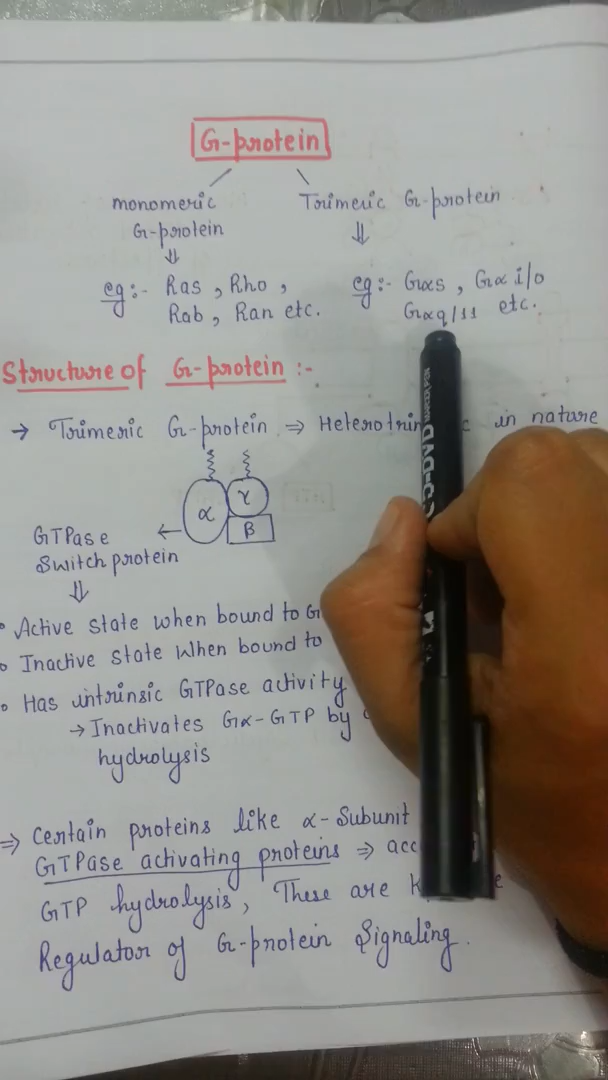 G-protein
monomeric
G-protein
⇓
eg:- Ras, Rho,
Rab, Ran etc.
Trimeric G-protein
⇓
eg:- Gαs, Gαi/o
Gαq/11 etc.
Structure of G-protein :-
→ Trimeric G-protein ⇒ in nature
α γ
β
←
GTPase
Switch protein
⇓
• Active state when bound to
• Inactive state when bound to
• Has intrinsic GTPase activity
→ Inactivates Gα-GTP by
hydrolysis
⇒ Certain proteins like α-Subunit
GTPase activating proteins ⇒
GTP hydrolysis, These are
Regulator of G-protein Signaling.